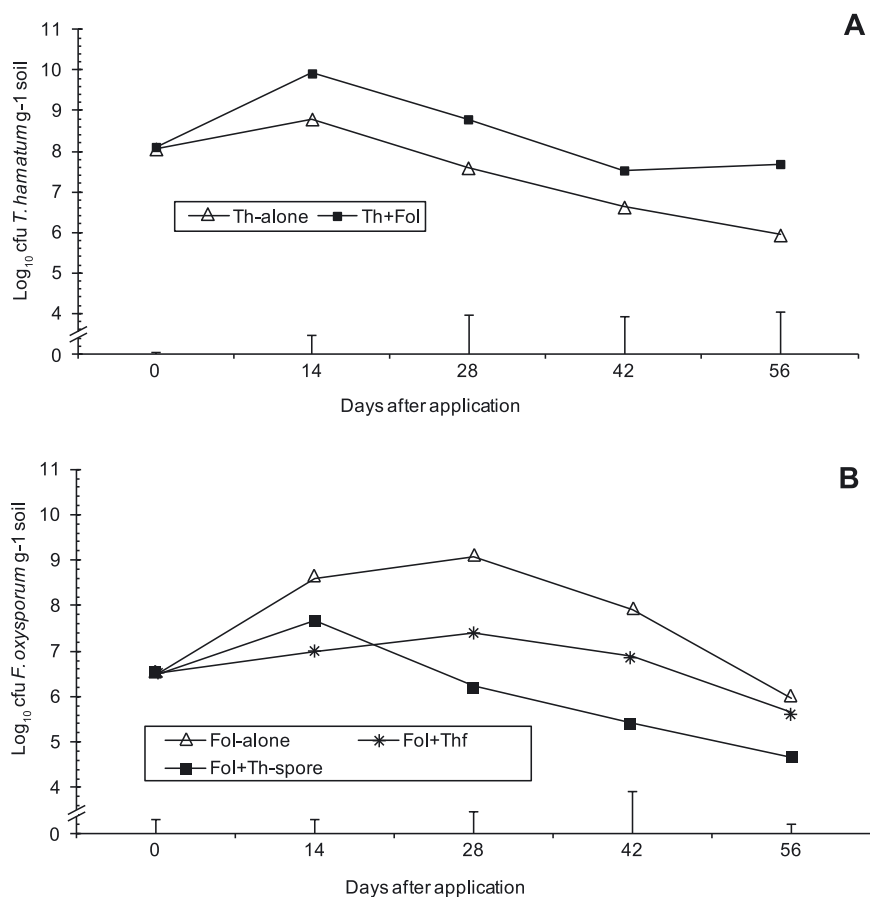 A
11
10
9
8
7
6
5
4
0
Log10 cfu T. hamatum g-1 soil
Th-alone Th+Fol
0 14 28 42 56
Days after application
B
11
10
9
8
7
6
5
4
0
Log10 cfu F. oxysporum g-1 soil
Fol-alone Fol+Thf
Fol+Th-spore
0 14 28 42 56
Days after application